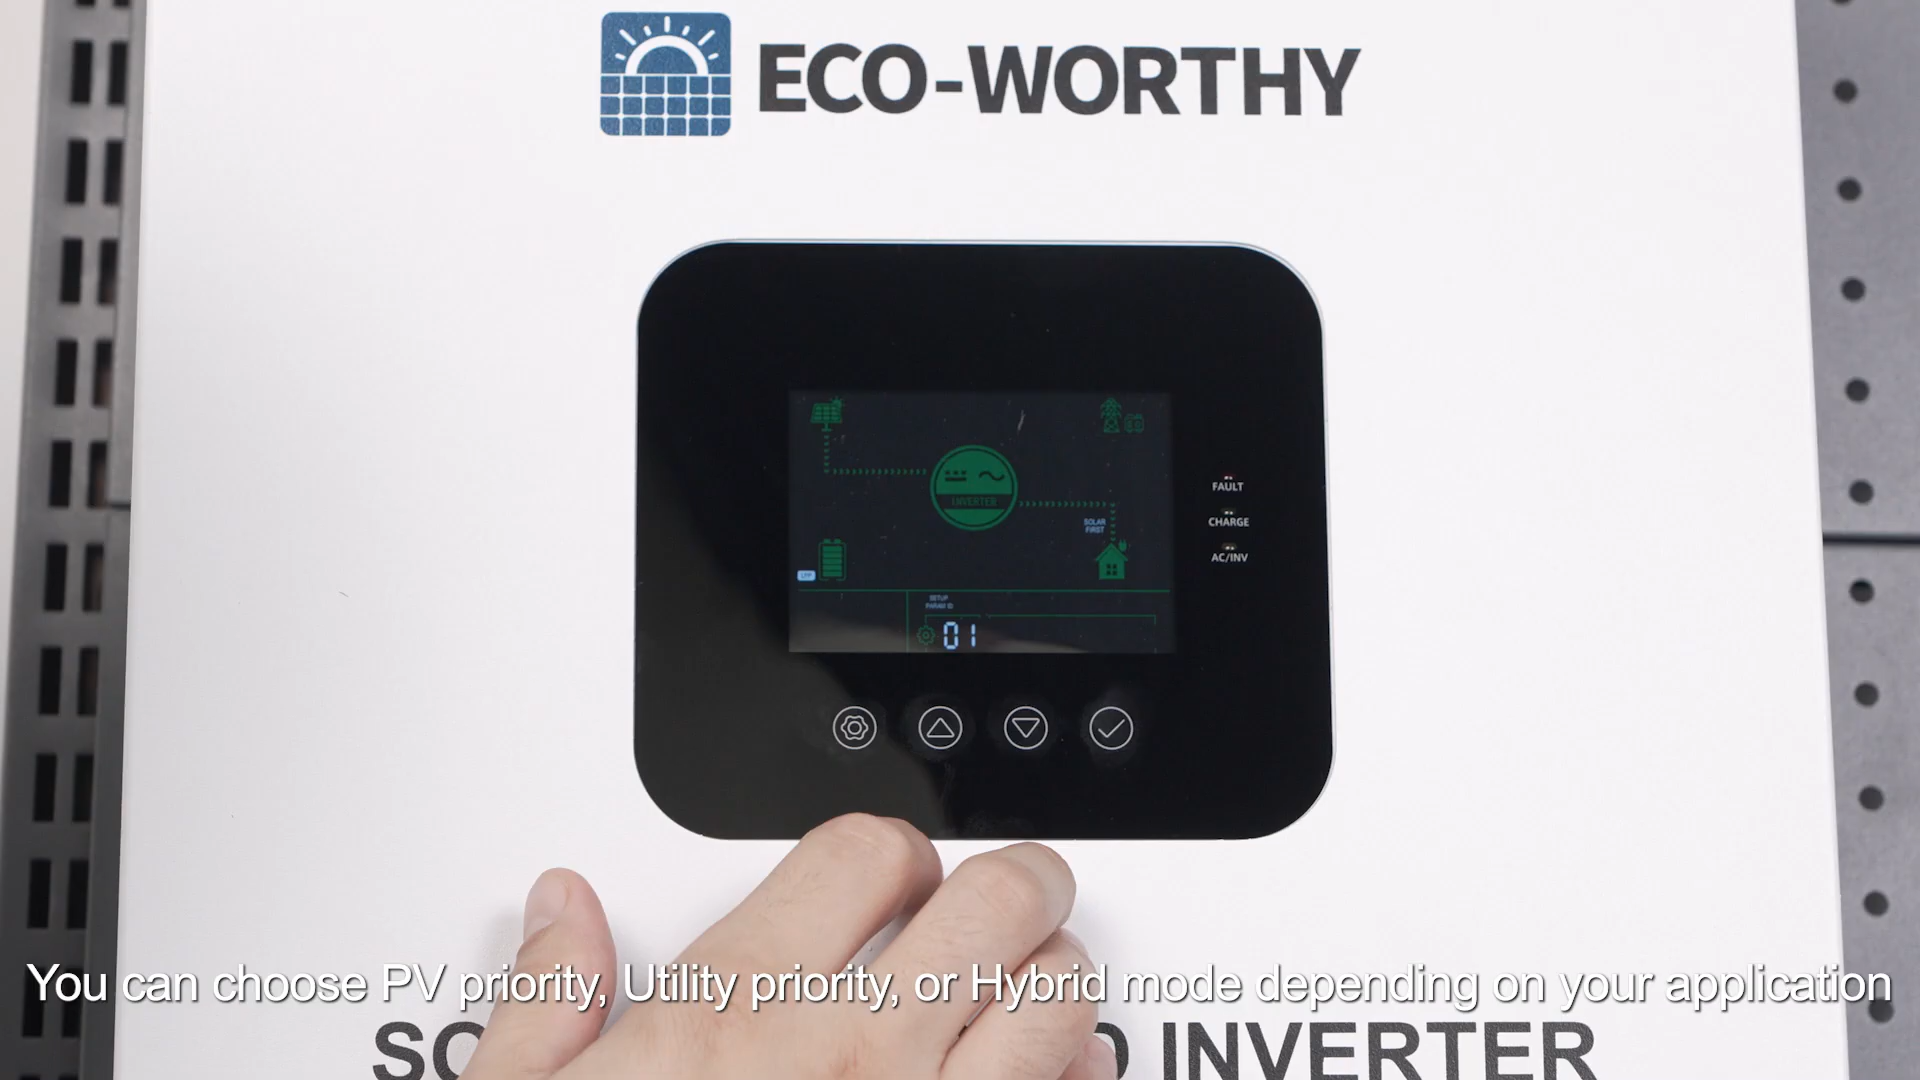 ECO-WORTHY
INVERTER
SOLAR
FIRST
FAULT
CHARGE
AC/INV
SETUP
PARAM ID
01
You can choose PV priority, Utility priority, or Hybrid mode depending on your application
INVERTER